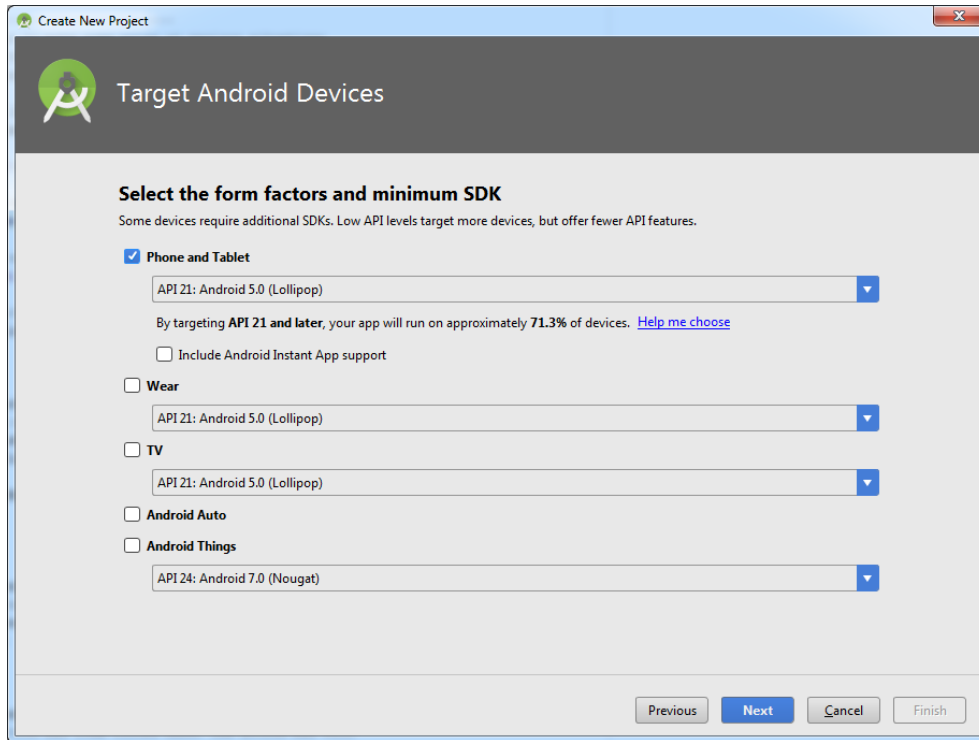 Create New Project
Target Android Devices
Select the form factors and minimum SDK
Some devices require additional SDKs. Low API levels target more devices, but offer fewer API features.
Phone and Tablet
API 21: Android 5.0 (Lollipop)
By targeting API 21 and later, your app will run on approximately 71.3% of devices. Help me choose
Include Android Instant App support
Wear
API 21: Android 5.0 (Lollipop)
TV
API 21: Android 5.0 (Lollipop)
Android Auto
Android Things
API 24: Android 7.0 (Nougat)
Previous Next Cancel Finish